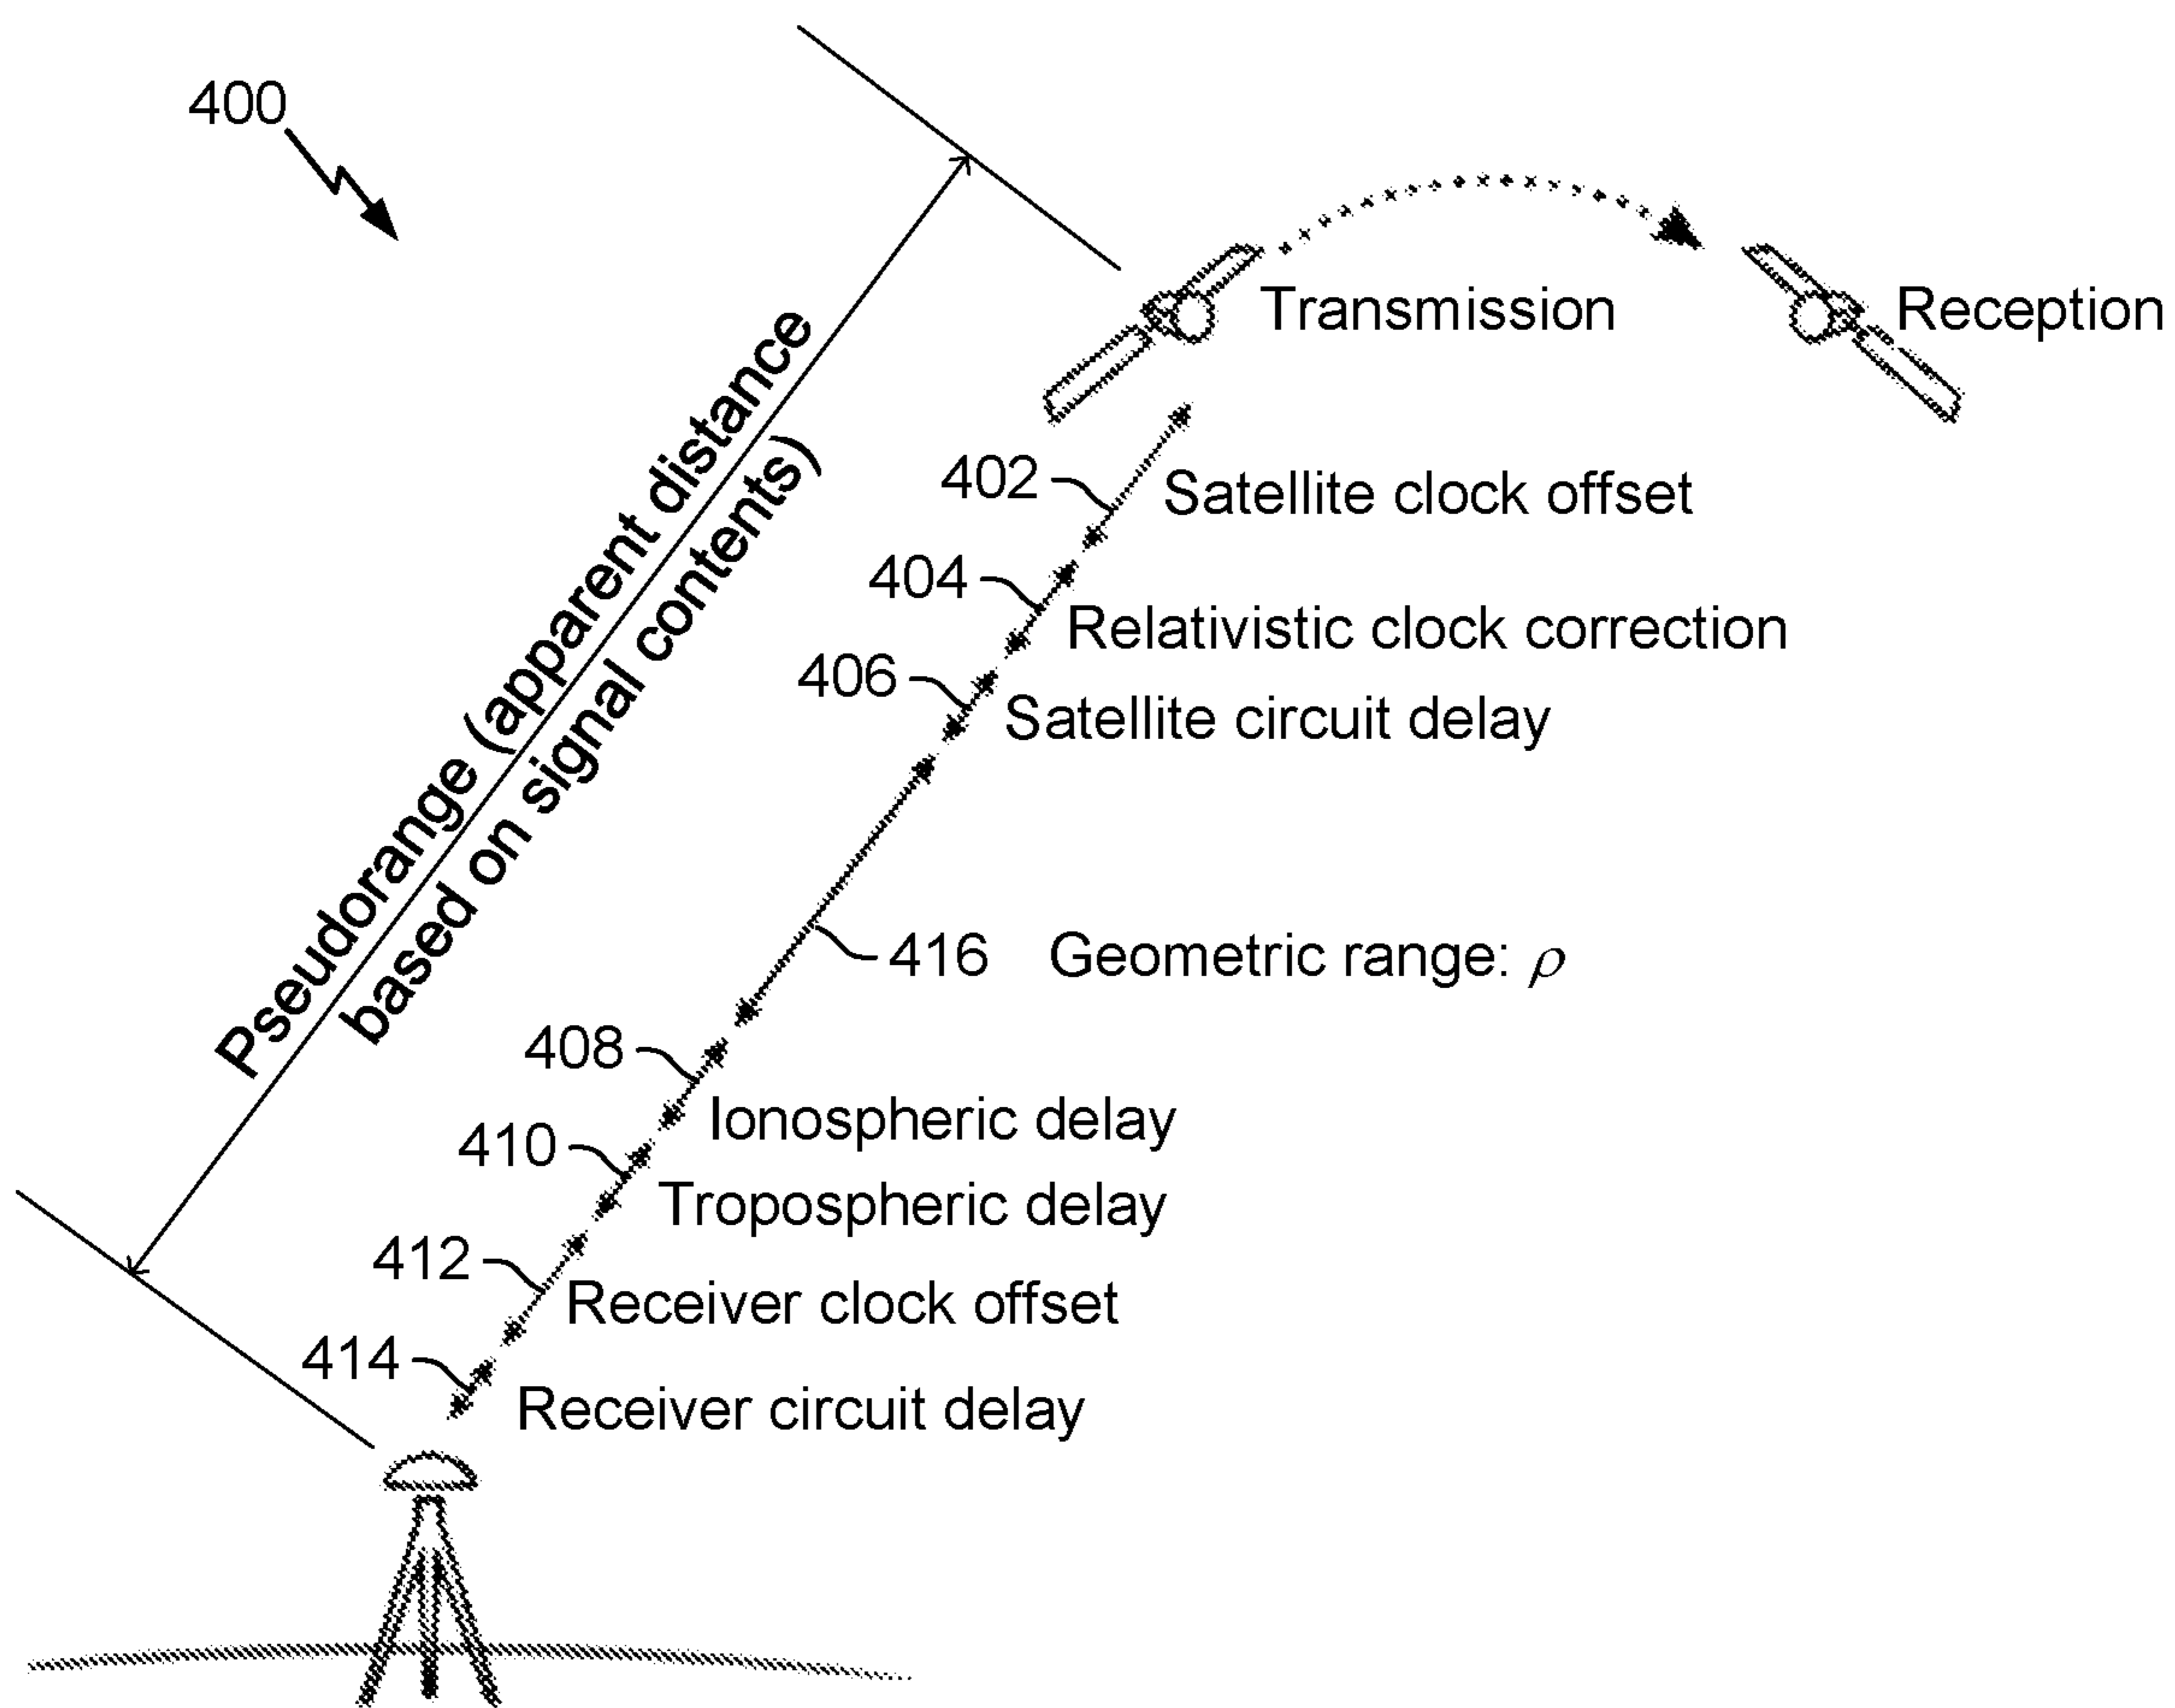 400
Transmission
Reception
Pseudorange (apparent distance
based on signal contents)
402
Satellite clock offset
404
Relativistic clock correction
406
Satellite circuit delay
416 Geometric range: ρ
408
Ionospheric delay
410
Tropospheric delay
412
Receiver clock offset
414
Receiver circuit delay